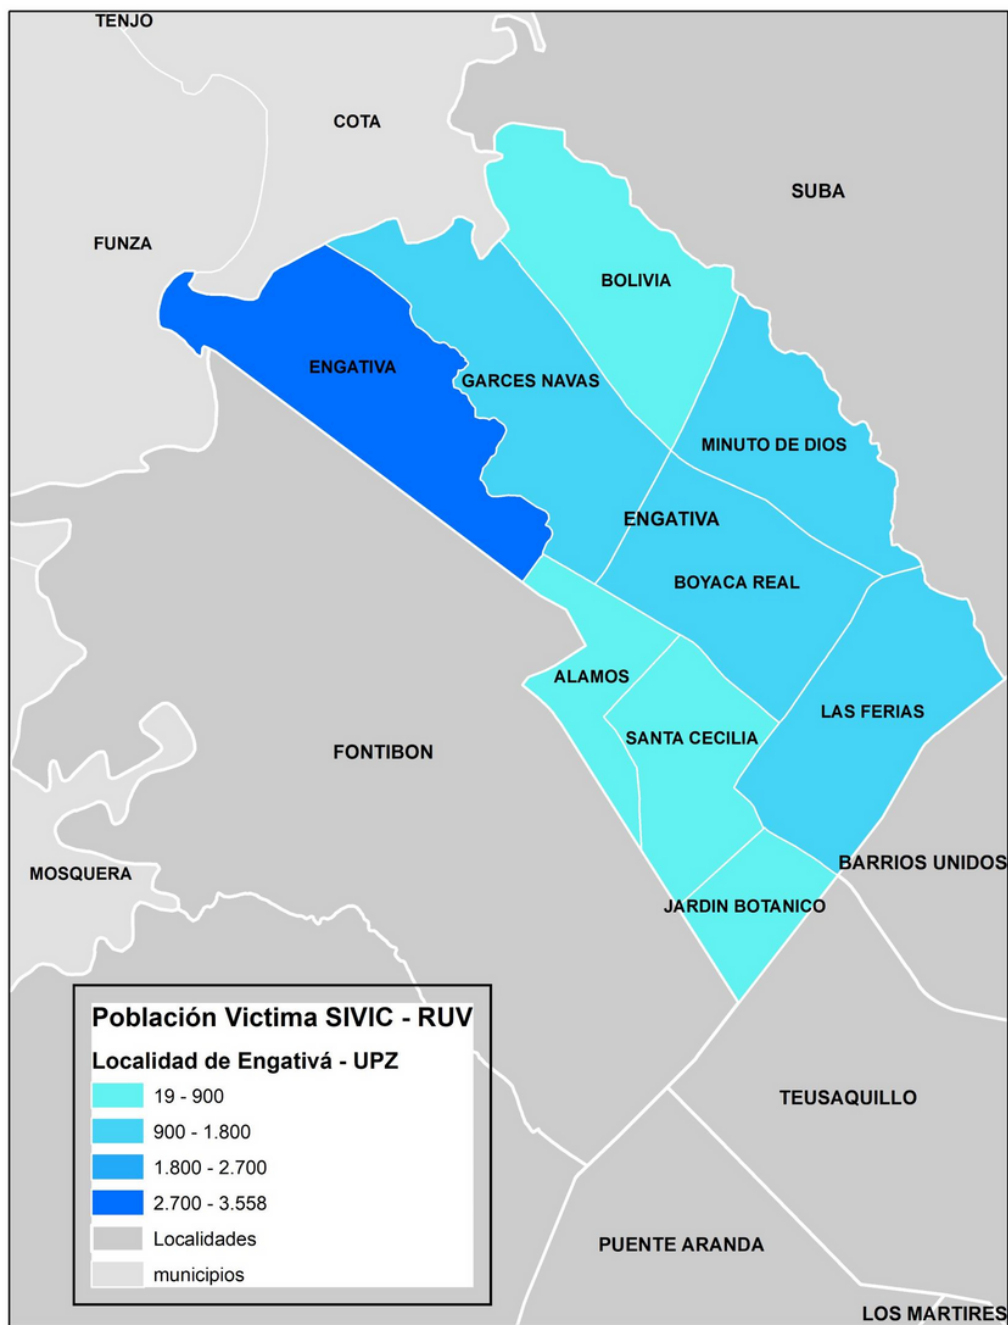 TENJO
COTA
SUBA
FUNZA
BOLIVIA
ENGATIVA
GARCES NAVAS
MINUTO DE DIOS
ENGATIVA
BOYACA REAL
ALAMOS
LAS FERIAS
SANTA CECILIA
FONTIBON
BARRIOS UNIDOS
MOSQUERA
JARDIN BOTANICO
Población Victima SIVIC - RUV
Localidad de Engativá - UPZ
19 - 900
900 - 1.800
1.800 - 2.700
2.700 - 3.558
Localidades
municipios
TEUSAQUILLO
PUENTE ARANDA
LOS MARTIRES